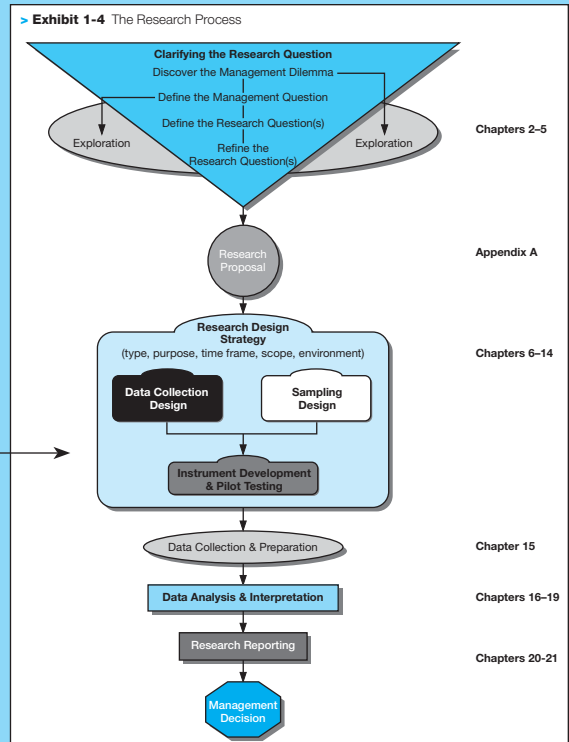 > Exhibit 1-4 The Research Process
Clarifying the Research Question
Discover the Management Dilemma
Define the Management Question
Define the Research Question(s)
Exploration
Exploration
Refine the
Research Question(s)
Chapters 2–5
Research
Proposal
Appendix A
Research Design
Strategy
(type, purpose, time frame, scope, environment)
Chapters 6–14
Data Collection
Design
Sampling
Design
Instrument Development
& Pilot Testing
Data Collection & Preparation
Chapter 15
Data Analysis & Interpretation
Chapters 16–19
Research Reporting
Chapters 20-21
Management
Decision